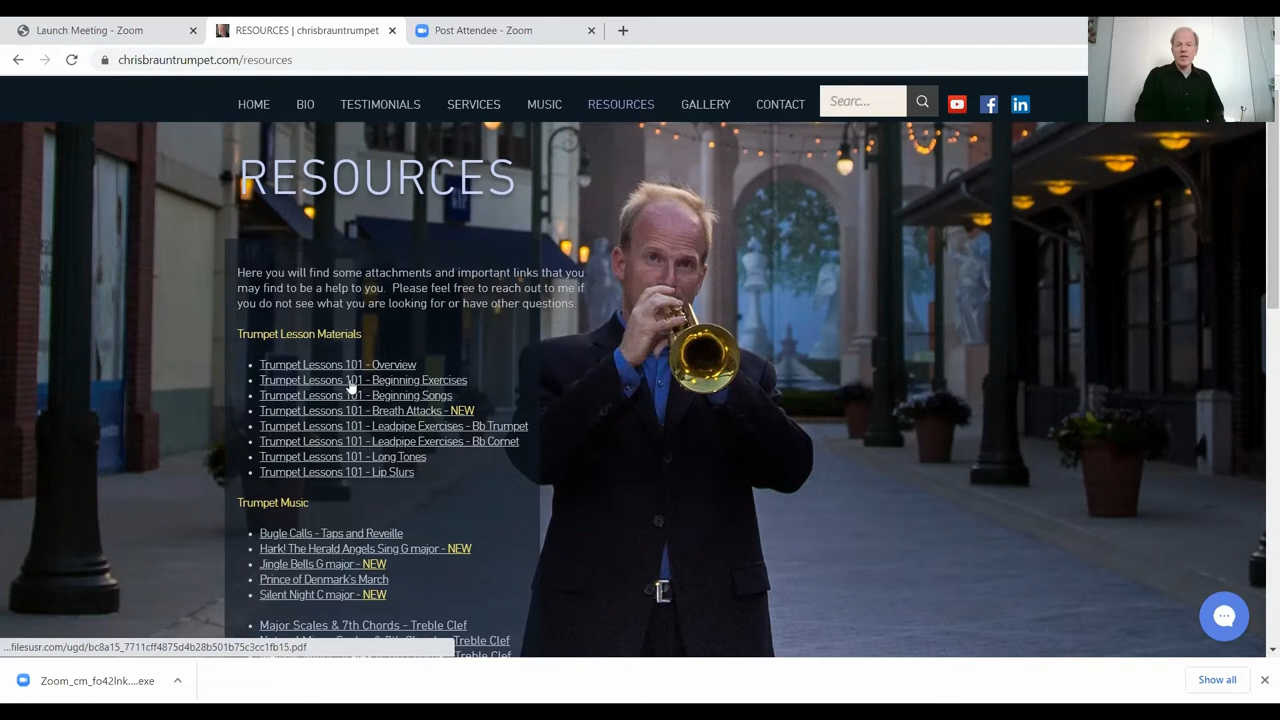 Launch Meeting - Zoom
RESOURCES | chrisbrauntrumpet
Post Attendee - Zoom
chrisbrauntrumpet.com/resources
HOME BIO TESTIMONIALS SERVICES MUSIC RESOURCES GALLERY CONTACT Searc...
RESOURCES
Here you will find some attachments and important links that you
may find to be a help to you. Please feel free to reach out to me if
you do not see what you are looking for or have other questions.
Trumpet Lesson Materials
Trumpet Lessons 101 - Overview
Trumpet Lessons 101 - Beginning Exercises
Trumpet Lessons 101 - Beginning Songs
Trumpet Lessons 101 - Breath Attacks - NEW
Trumpet Lessons 101 - Leadpipe Exercises - Bb Trumpet
Trumpet Lessons 101 - Leadpipe Exercises - Bb Cornet
Trumpet Lessons 101 - Long Tones
Trumpet Lessons 101 - Lip Slurs
Trumpet Music
Bugle Calls - Taps and Reveille
Hark! The Herald Angels Sing G major - NEW
Jingle Bells G major - NEW
Prince of Denmark's March
Silent Night C major - NEW
Major Scales & 7th Chords - Treble Clef
Treble Clef
Treble Clef
...filesusr.com/ugd/bc8a15_7711cff4875d4b28b501b75c3cc1fb15.pdf
Zoom_cm_fo42lnk....exe
Show all